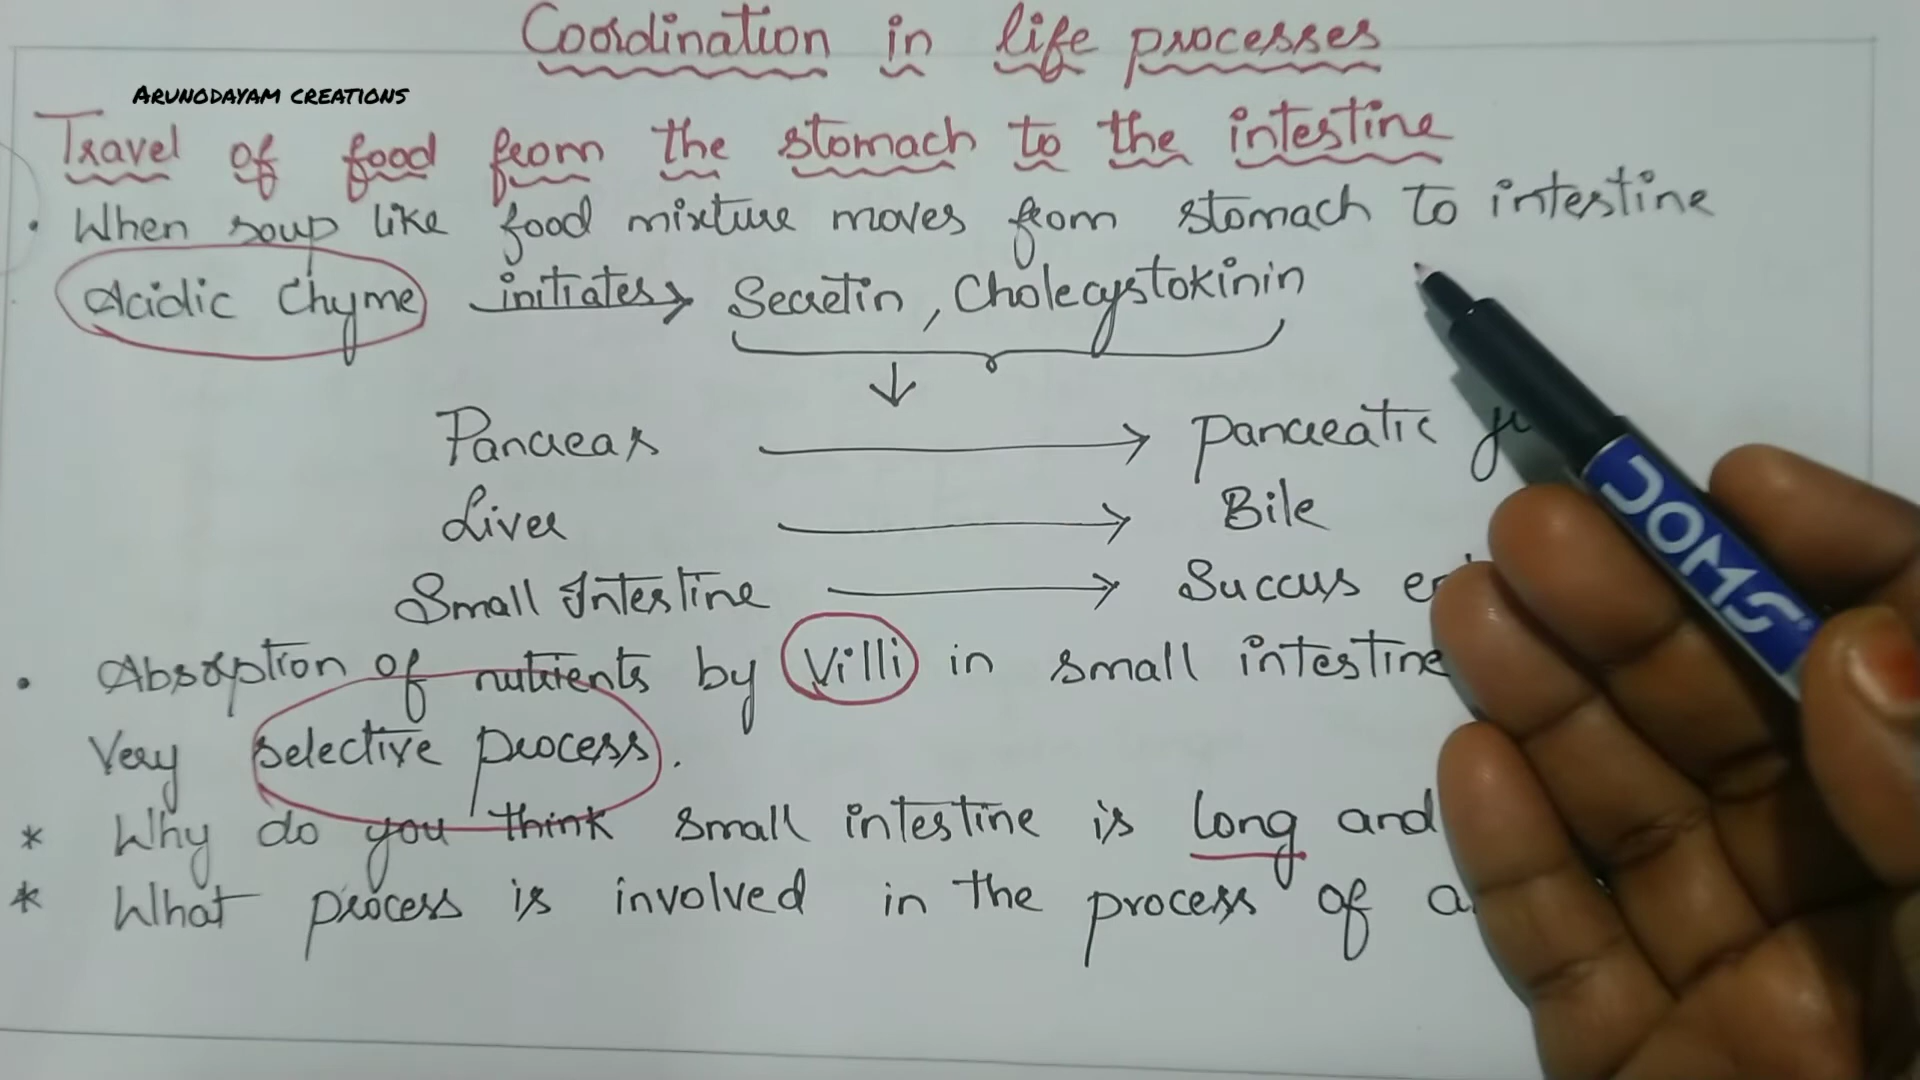 Coordination in life processes
ARUNODAYAM CREATIONS
Travel of food from the stomach to the intestine
• When soup like food mixture moves from stomach to intestine
Acidic Chyme initiates → Secretin, Cholecystokinin
↓
Pancreas → pancreatic
Liver → Bile
Small Intestine → Succus
• Absorption of nutrients by Villi in small intestine
Very selective process.
* Why do you think small intestine is long and
* What process is involved in the process of
DOMS